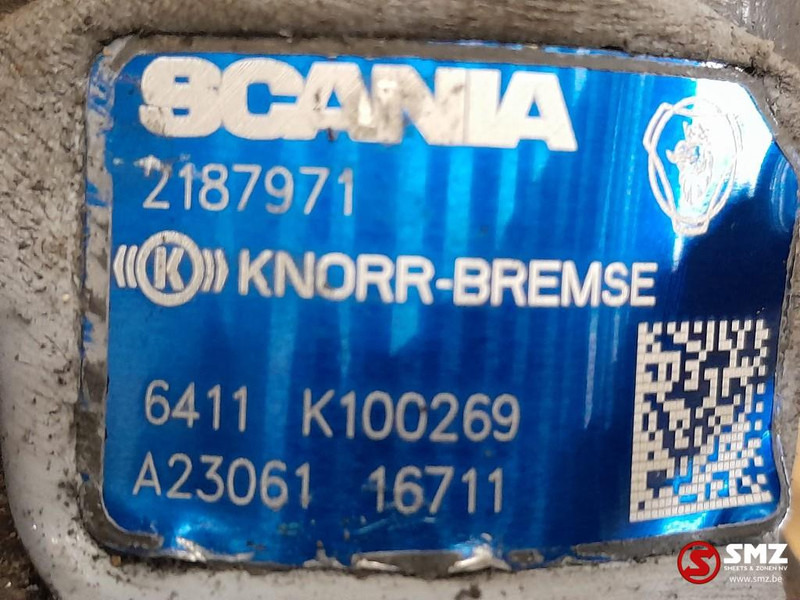 SCANIA
2187971
K KNORR-BREMSE
6411 K100269
A23061 16711
SMZ
SHEETS & ZONEN NV
www.smz.be